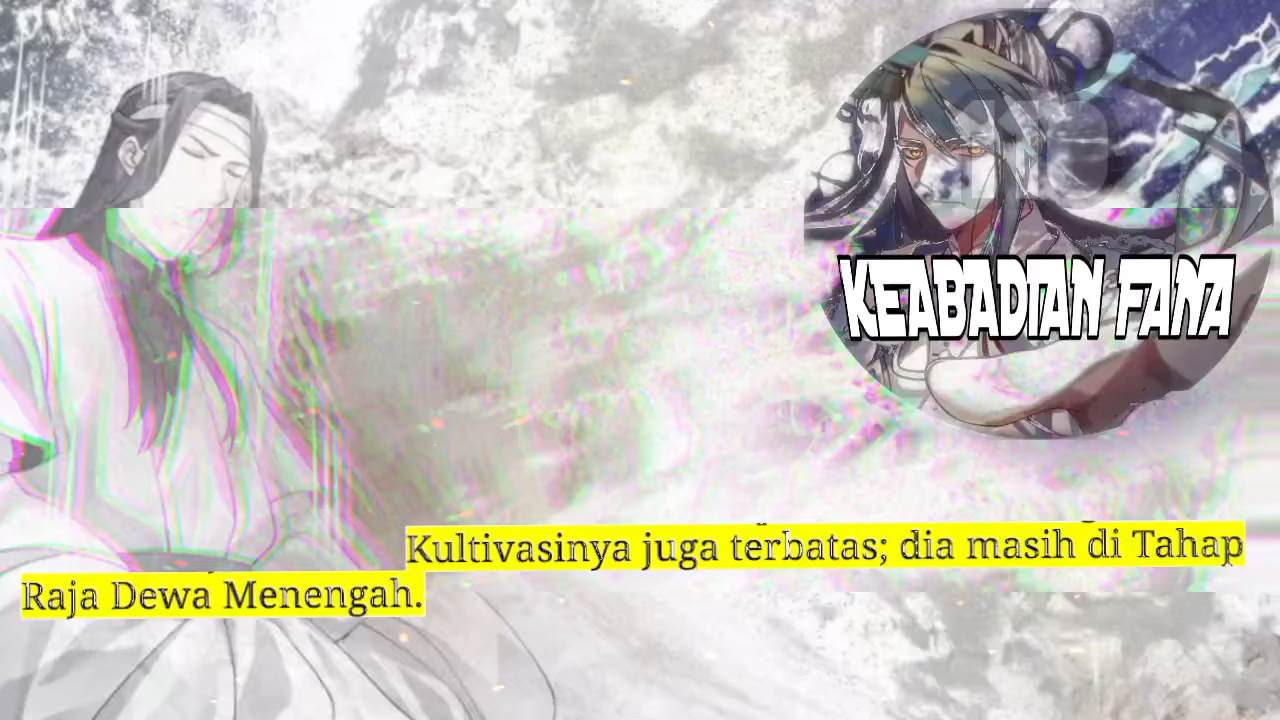 KEABADIAN FANA
Kultivasinya juga terbatas; dia masih di Tahap
Raja Dewa Menengah.